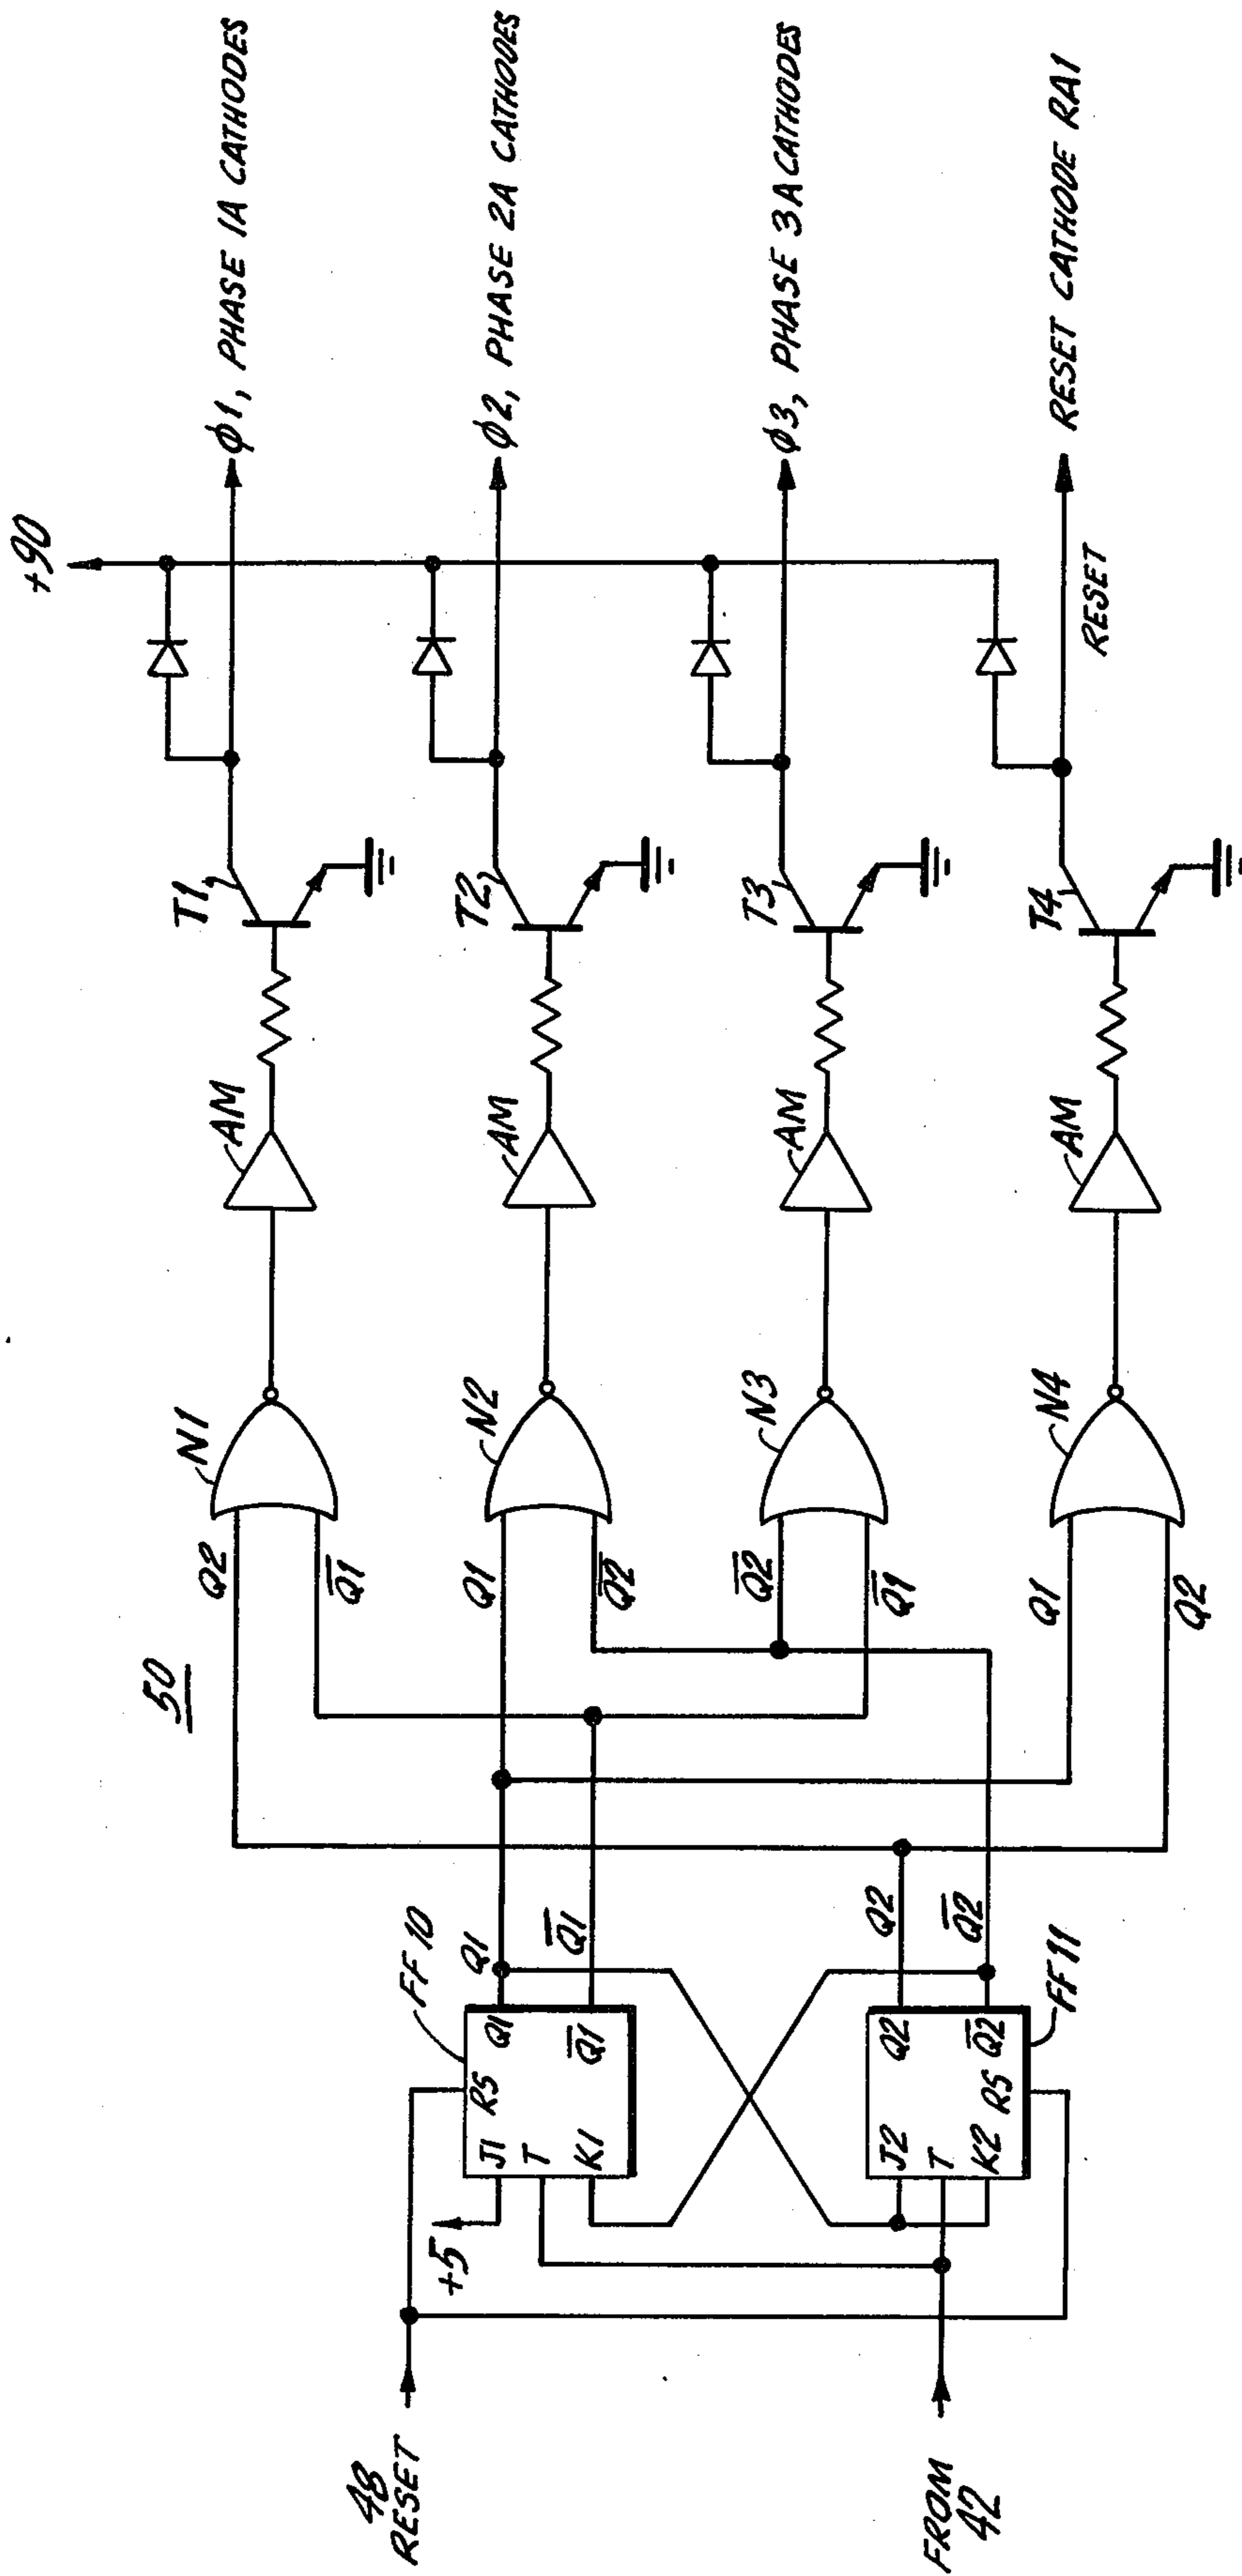 +90
φ1, PHASE 1A CATHODES
φ2, PHASE 2A CATHODES
φ3, PHASE 3A CATHODES
RESET CATHODE RA1
RESET
T1
T2
T3
T4
AM
AM
AM
AM
N1
N2
N3
N4
Q2
Q̅1̅
Q1
Q̅2̅
Q̅2̅
Q̅1̅
Q1
Q2
50
FF10
Q1
Q̅1̅
Q2
Q̅2̅
FF11
RS
J1
T
K1
Q1
Q̅1̅
J2
T
K2
Q2
Q̅2̅
RS
+5
48
RESET
FROM
42